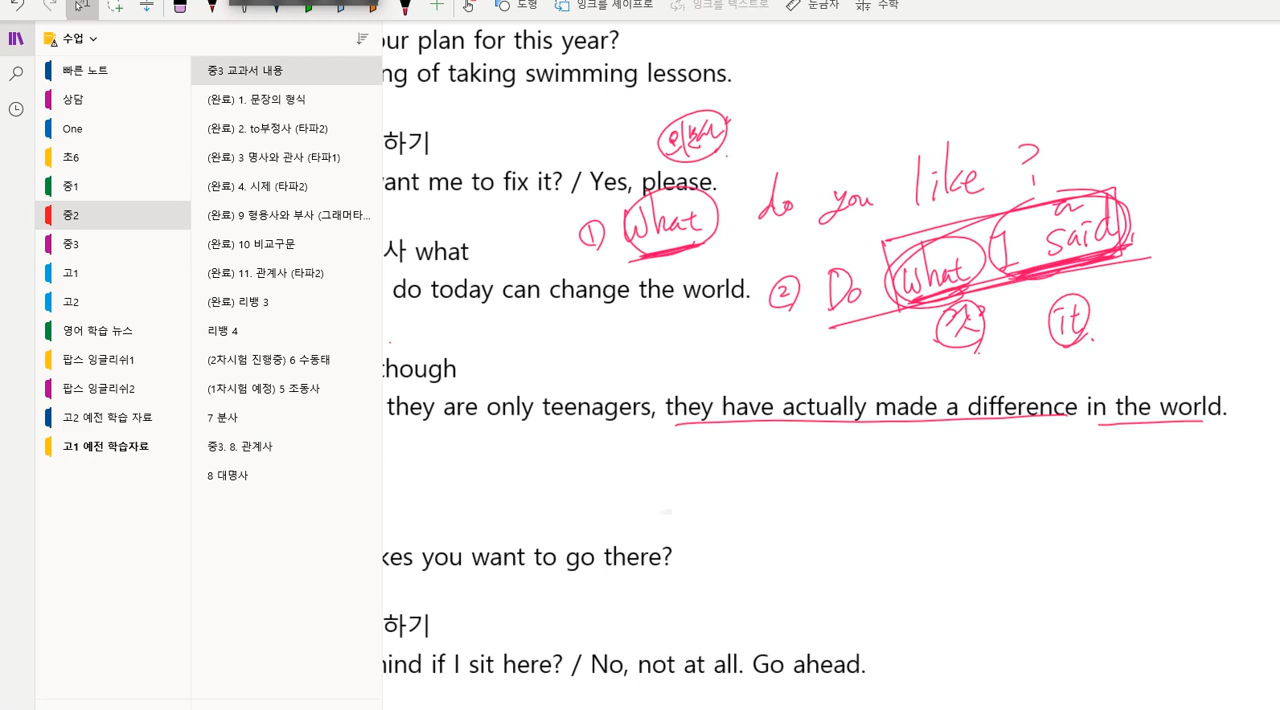 도형
잉크를 셰이프로
잉크를 텍스트로
눈금자
수학
수업
빠른 노트
상담
One
초6
중1
중2
중3
고1
고2
영어 학습 뉴스
팝스 잉글리쉬1
팝스 잉글리쉬2
고2 예전 학습 자료
고1 예전 학습자료
중3 교과서 내용
(완료) 1. 문장의 형식
(완료) 2. to부정사 (타파2)
(완료) 3 명사와 관사 (타파1)
(완료) 4. 시제 (타파2)
(완료) 9 형용사와 부사 (그래머타...
(완료) 10 비교구문
(완료) 11. 관계사 (타파2)
(완료) 리뱅 3
리뱅 4
(2차시험 진행중) 6 수동태
(1차시험 예정) 5 조동사
7 분사
중3. 8. 관계사
8 대명사
our plan for this year?
ng of taking swimming lessons.
하기
의문사
vant me to fix it? / Yes, please.
① What do you like ?
사 what
② Do what I said.
것 it
do today can change the world.
though
they are only teenagers, they have actually made a difference in the world.
kes you want to go there?
하기
mind if I sit here? / No, not at all. Go ahead.